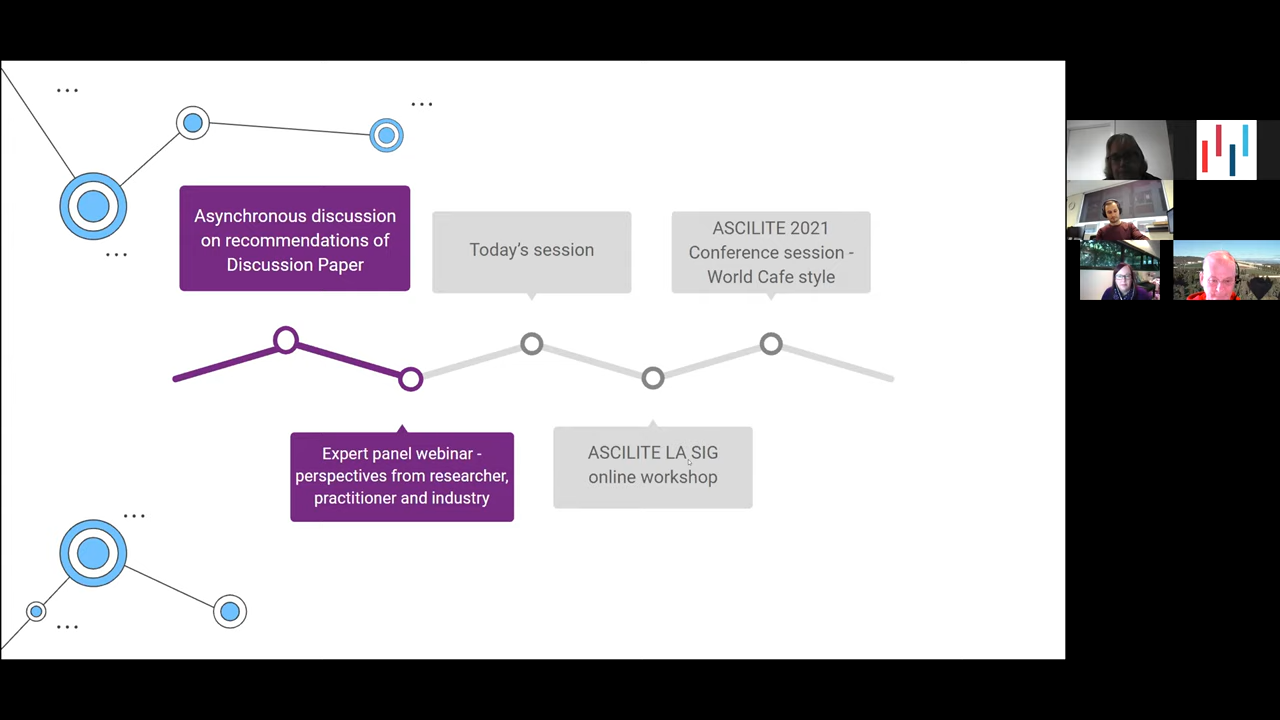 Asynchronous discussion
on recommendations of
Discussion Paper
Today's session
ASCILITE 2021
Conference session -
World Cafe style
Expert panel webinar -
perspectives from researcher,
practitioner and industry
ASCILITE LA SIG
online workshop